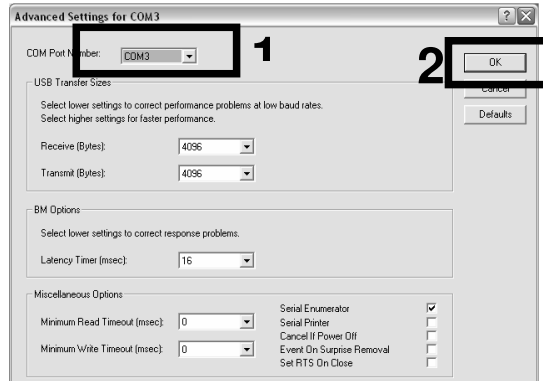 Advanced Settings for COM3
COM Port Number: COM3
1
2
OK
Cancel
Defaults
USB Transfer Sizes
Select lower settings to correct performance problems at low baud rates.
Select higher settings for faster performance.
Receive (Bytes): 4096
Transmit (Bytes): 4096
BM Options
Select lower settings to correct response problems.
Latency Timer (msec): 16
Miscellaneous Options
Minimum Read Timeout (msec): 0
Minimum Write Timeout (msec): 0
Serial Enumerator
Serial Printer
Cancel If Power Off
Event On Surprise Removal
Set RTS On Close